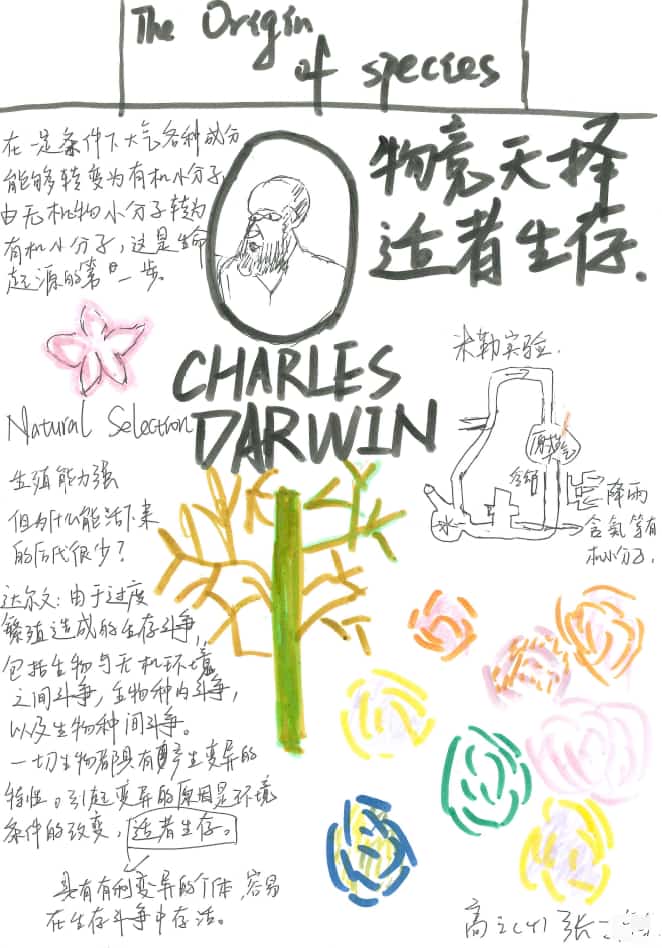 The Origin
of species
在一定条件下大气各种成分
能够转变为有机小分子,
由无机物小分子转为
有机小分子,这是生命
起源的第一步。
物竞天择
适者生存.
CHARLES
DARWIN
米勒实验.
原始大气
冷却
水
降雨
含氨等有
机小分子.
Natural Selection
生殖能力强
但为什么能活下来
的后代很少?
达尔文:由于过度
繁殖造成的生存斗争,
包括生物与无机环境
之间斗争,生物种内斗争,
以及生物种间斗争。
一切生物都具有产生变异的
特性。引起变异的原因是环境
条件的改变,适者生存。
具有有利变异的个体,容易
在生存斗争中存活。
高二(1) 张